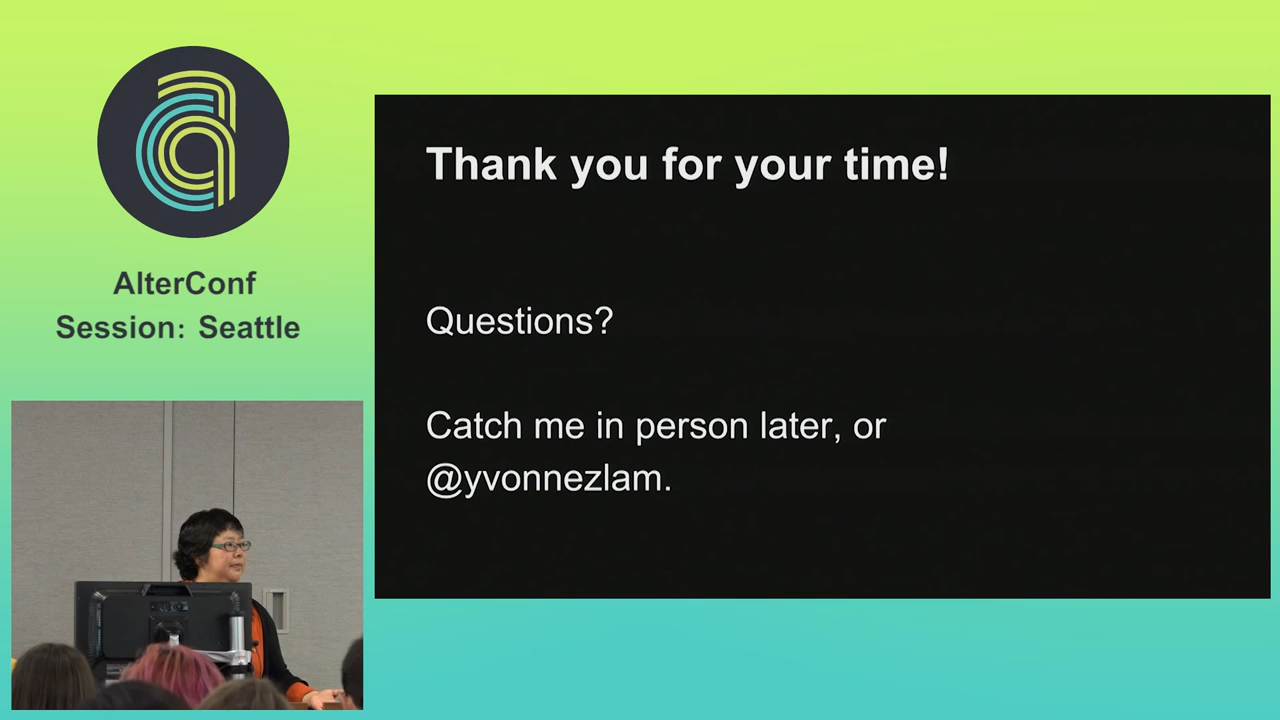 AlterConf
Session: Seattle
Thank you for your time!
Questions?
Catch me in person later, or
@yvonnezlam.